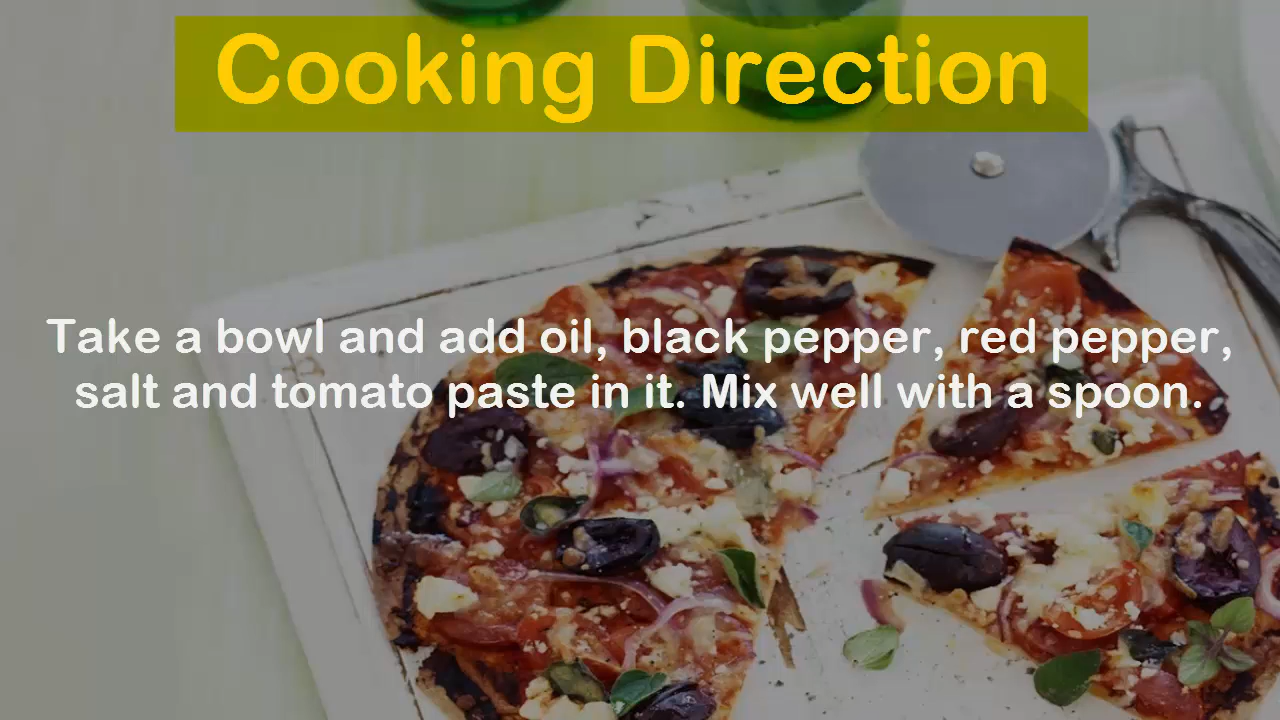 Cooking Direction
Take a bowl and add oil, black pepper, red pepper,
salt and tomato paste in it. Mix well with a spoon.